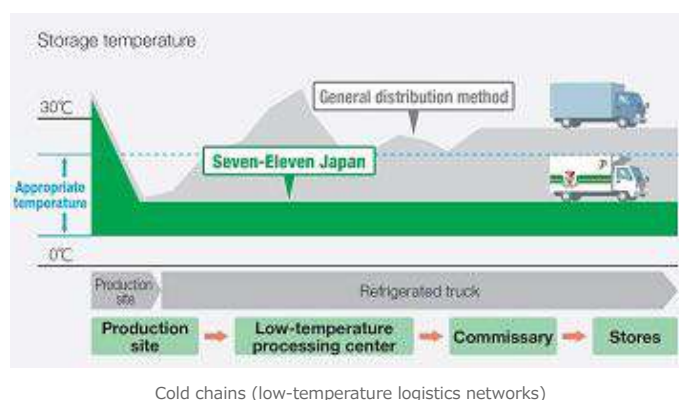 Storage temperature
30℃
General distribution method
Seven-Eleven Japan
Appropriate
temperature
0℃
Production
site
Refrigerated truck
Production
site
Low-temperature
processing center
Commissary
Stores
Cold chains (low-temperature logistics networks)